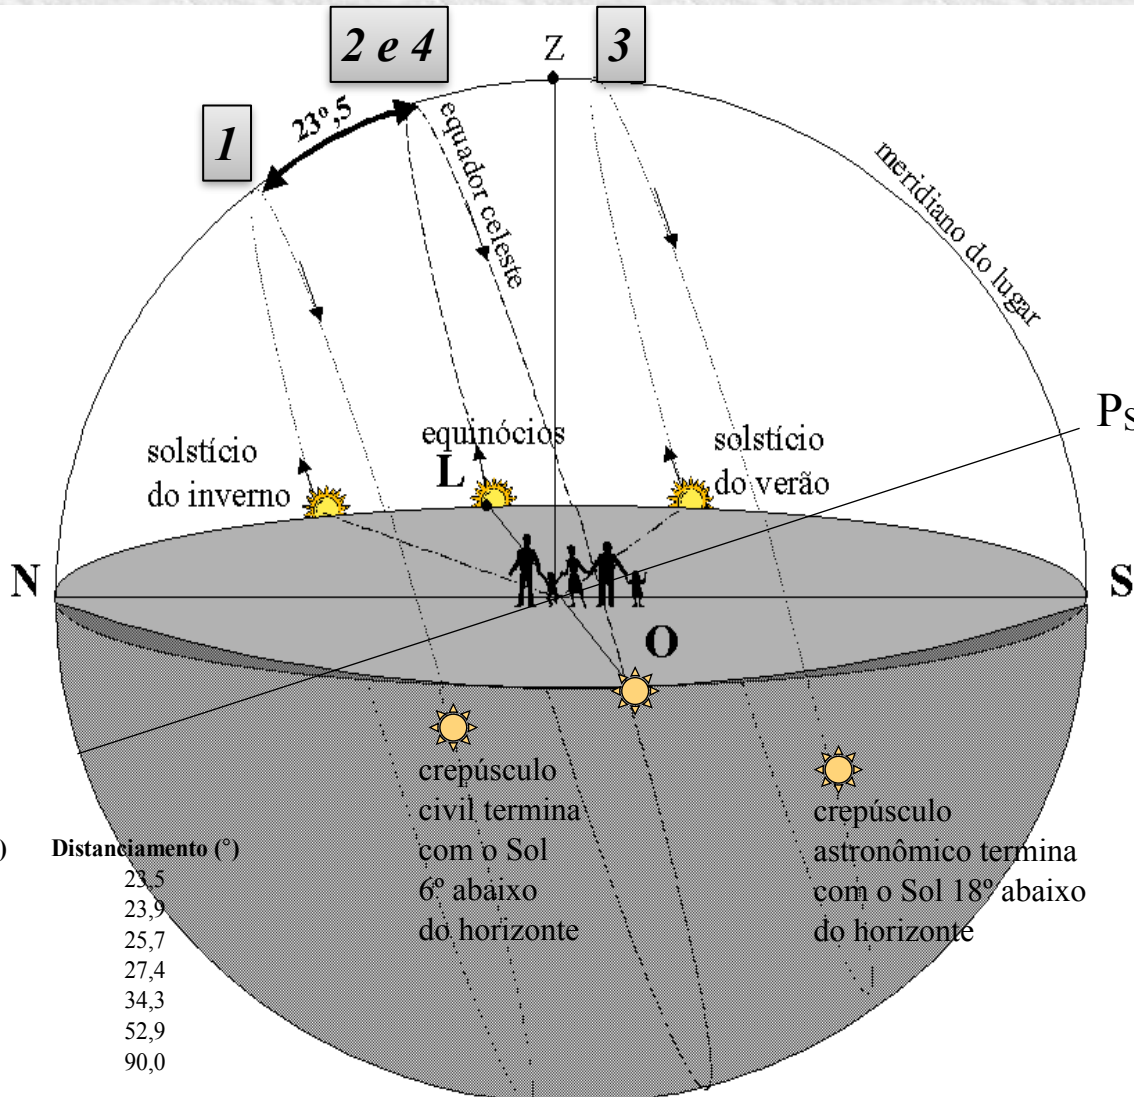 2 e 4
Z
3
1
23º,5
equador celeste
meridiano do lugar
PS
solstício
do inverno
equinócios
L
solstício
do verão
N
S
O
crepúsculo
civil termina
com o Sol
6º abaixo
do horizonte
crepúsculo
astronômico termina
com o Sol 18º abaixo
do horizonte
) Distanciamento (°)
23,5
23,9
25,7
27,4
34,3
52,9
90,0